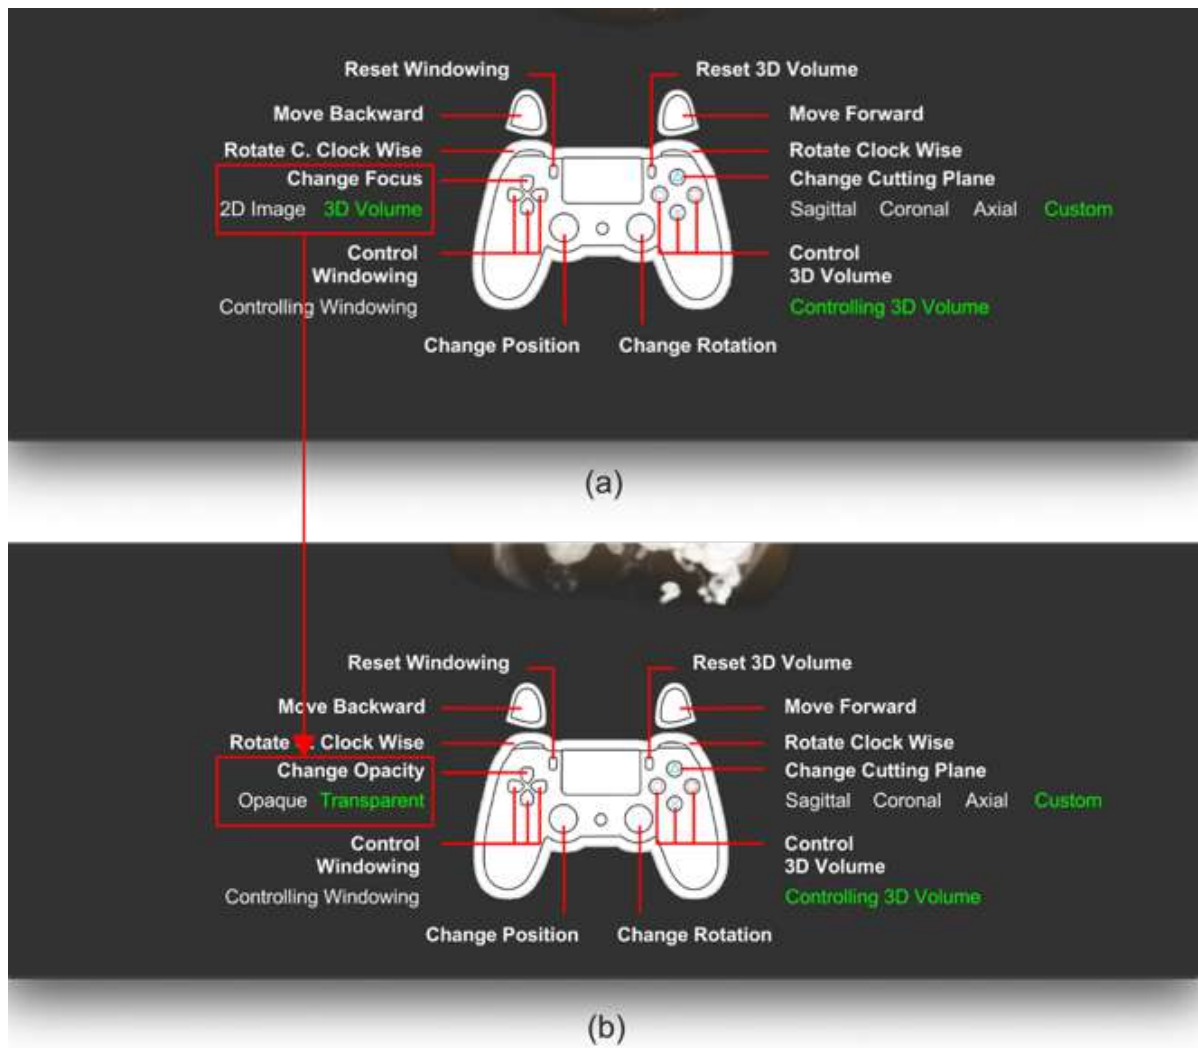 Reset Windowing Reset 3D Volume
Move Backward Move Forward
Rotate C. Clock Wise Rotate Clock Wise
Change Focus Change Cutting Plane
2D Image 3D Volume Sagittal Coronal Axial Custom
Control Control
Windowing 3D Volume
Controlling Windowing Controlling 3D Volume
Change Position Change Rotation
(a)
Reset Windowing Reset 3D Volume
Move Backward Move Forward
Rotate . Clock Wise Rotate Clock Wise
Change Opacity Change Cutting Plane
Opaque Transparent Sagittal Coronal Axial Custom
Control Control
Windowing 3D Volume
Controlling Windowing Controlling 3D Volume
Change Position Change Rotation
(b)